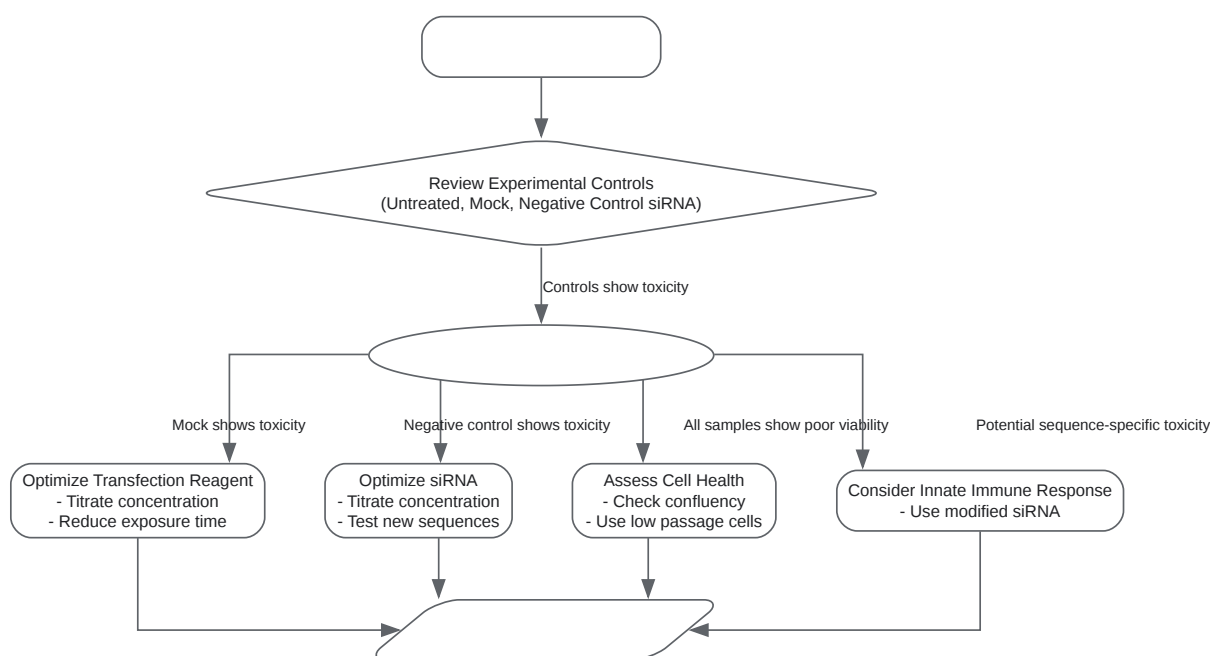 Review Experimental Controls
(Untreated, Mock, Negative Control siRNA)
Controls show toxicity
Mock shows toxicity
Negative control shows toxicity
All samples show poor viability
Potential sequence-specific toxicity
Optimize Transfection Reagent
- Titrate concentration
- Reduce exposure time
Optimize siRNA
- Titrate concentration
- Test new sequences
Assess Cell Health
- Check confluency
- Use low passage cells
Consider Innate Immune Response
- Use modified siRNA